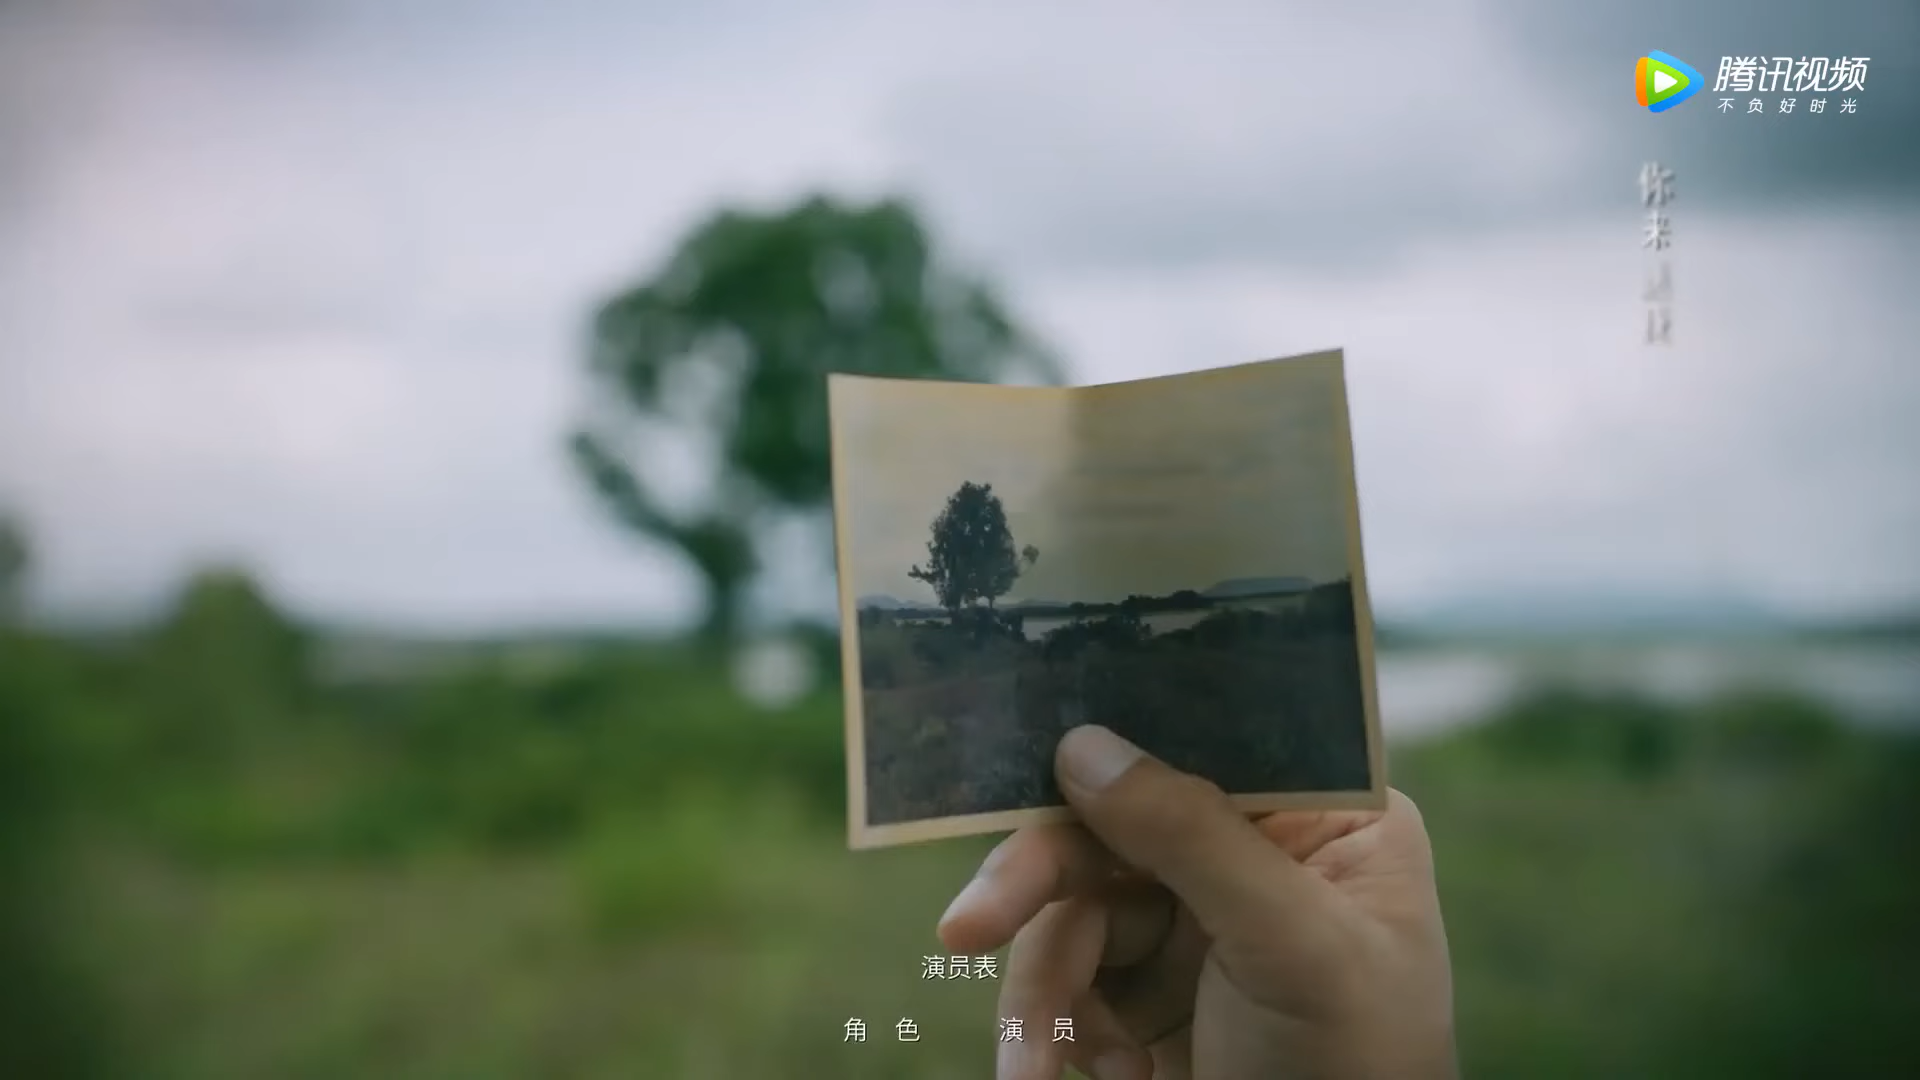 腾讯视频
不负好时光
你来
演员表
角 色 演 员